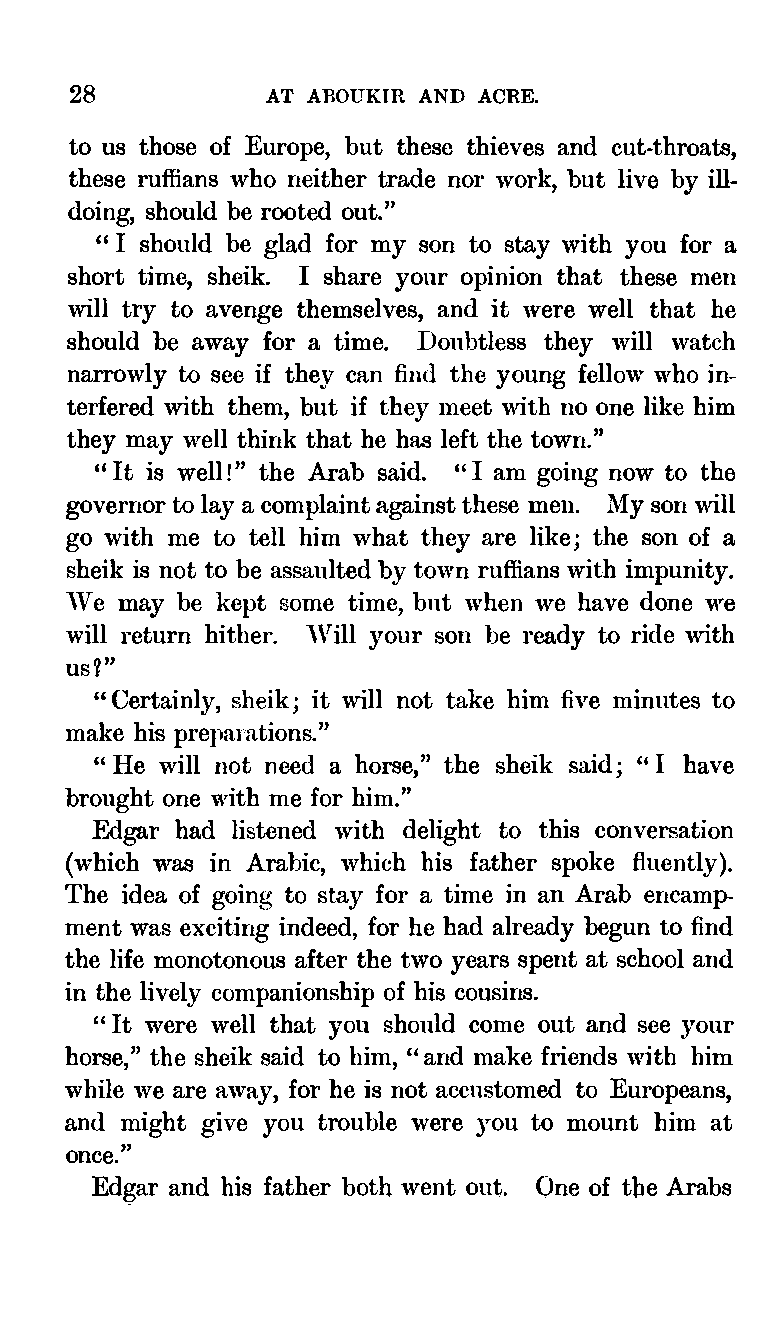 28 AT ABOUKIR AND ACRE.
to us those of Europe, but these thieves and cut-throats,
these ruffians who neither trade nor work, but live by ill-
doing, should be rooted out."
"I should be glad for my son to stay with you for a
short time, sheik. I share your opinion that these men
will try to avenge themselves, and it were well that he
should be away for a time. Doubtless they will watch
narrowly to see if they can find the young fellow who in-
terfered with them, but if they meet with no one like him
they may well think that he has left the town."
"It is well!" the Arab said. "I am going now to the
governor to lay a complaint against these men. My son will
go with me to tell him what they are like; the son of a
sheik is not to be assaulted by town ruffians with impunity.
We may be kept some time, but when we have done we
will return hither. Will your son be ready to ride with
us?"
"Certainly, sheik; it will not take him five minutes to
make his preparations."
"He will not need a horse," the sheik said; "I have
brought one with me for him."
Edgar had listened with delight to this conversation
(which was in Arabic, which his father spoke fluently).
The idea of going to stay for a time in an Arab encamp-
ment was exciting indeed, for he had already begun to find
the life monotonous after the two years spent at school and
in the lively companionship of his cousins.
"It were well that you should come out and see your
horse," the sheik said to him, "and make friends with him
while we are away, for he is not accustomed to Europeans,
and might give you trouble were you to mount him at
once."
Edgar and his father both went out. One of the Arabs